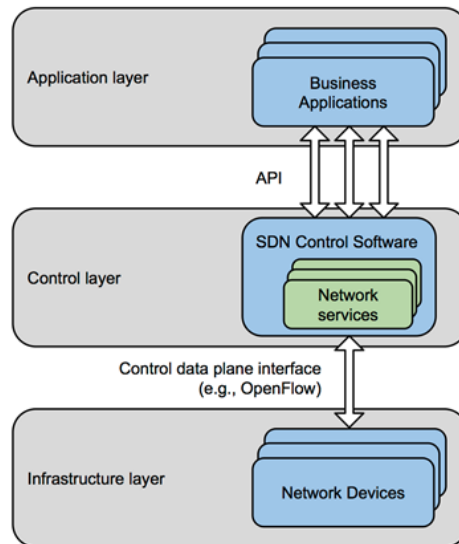 Application layer
Business
Applications
API
SDN Control Software
Control layer
Network
services
Control data plane interface
(e.g., OpenFlow)
Infrastructure layer
Network Devices